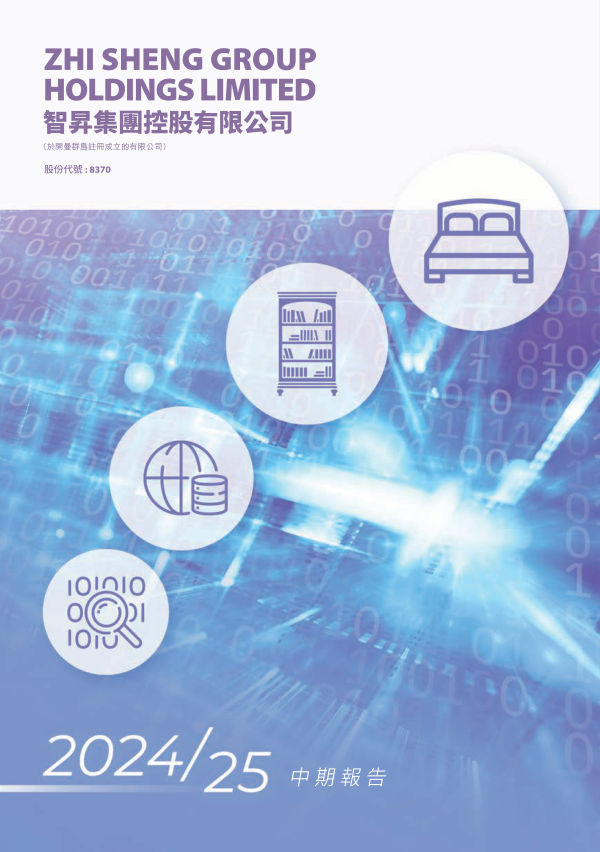 ZHI SHENG GROUP
HOLDINGS LIMITED
智昇集團控股有限公司
(於開曼群島註冊成立的有限公司)
股份代號 : 8370
2024/25 中期報告